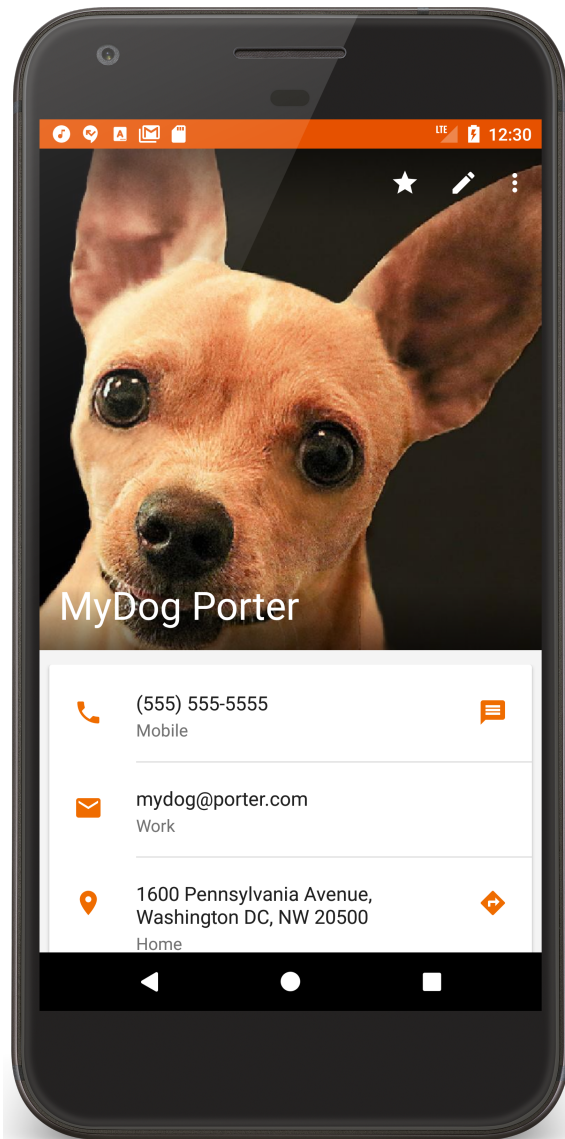 LTE 12:30
MyDog Porter
(555) 555-5555
Mobile
mydog@porter.com
Work
1600 Pennsylvania Avenue,
Washington DC, NW 20500
Home